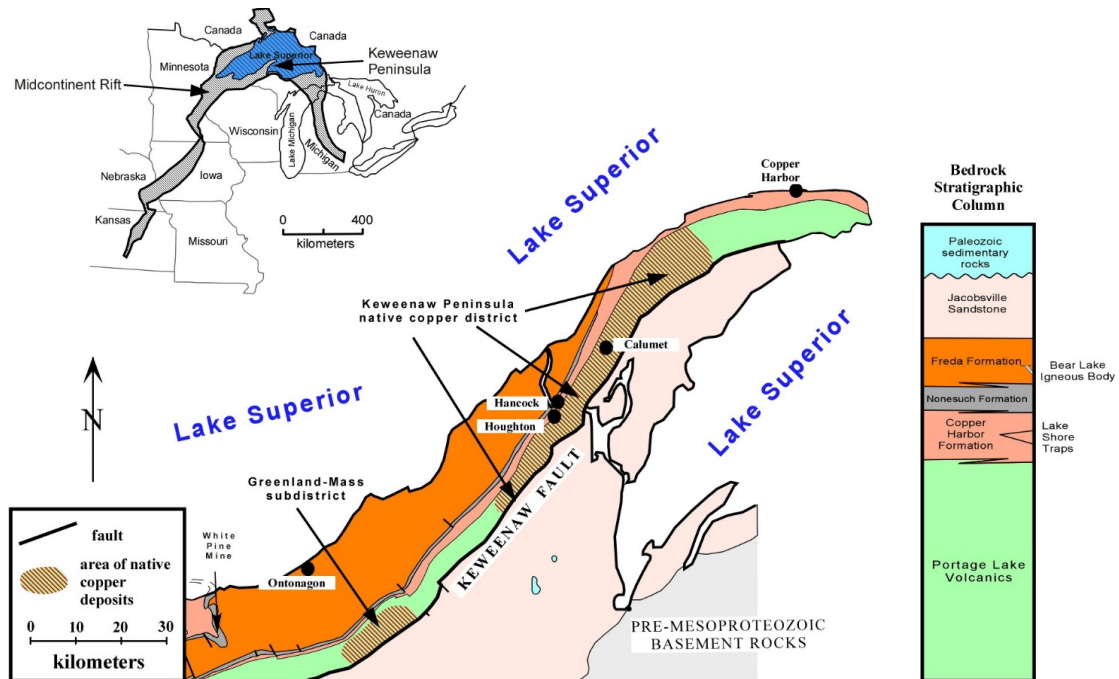 Canada
Canada
Lake Superior
Minnesota
Keweenaw
Peninsula
Midcontinent Rift
Lake Huron
Canada
Wisconsin
Lake Michigan
Michigan
Nebraska
Iowa
Kansas
Missouri
0 400
kilometers
Lake Superior
Copper
Harbor
Keweenaw Peninsula
native copper district
Calumet
Lake Superior
Hancock
Houghton
Lake Superior
N
Greenland-Mass
subdistrict
KEWEENAW FAULT
White
Pine
Mine
Ontonagon
PRE-MESOPROTEOZOIC
BASEMENT ROCKS
fault
area of native
copper
deposits
0 10 20 30
kilometers
Bedrock
Stratigraphic
Column
Paleozoic
sedimentary
rocks
Jacobsville
Sandstone
Freda Formation
Bear Lake
Igneous Body
Nonesuch Formation
Copper
Harbor
Formation
Lake
Shore
Traps
Portage Lake
Volcanics